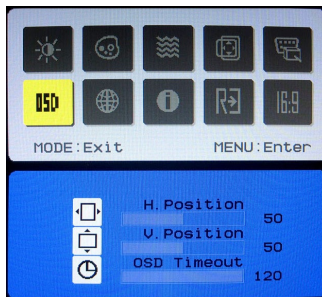 OSD
R
16:9
MODE:Exit MENU:Enter
H.Position
50
V.Position
50
OSD Timeout
120